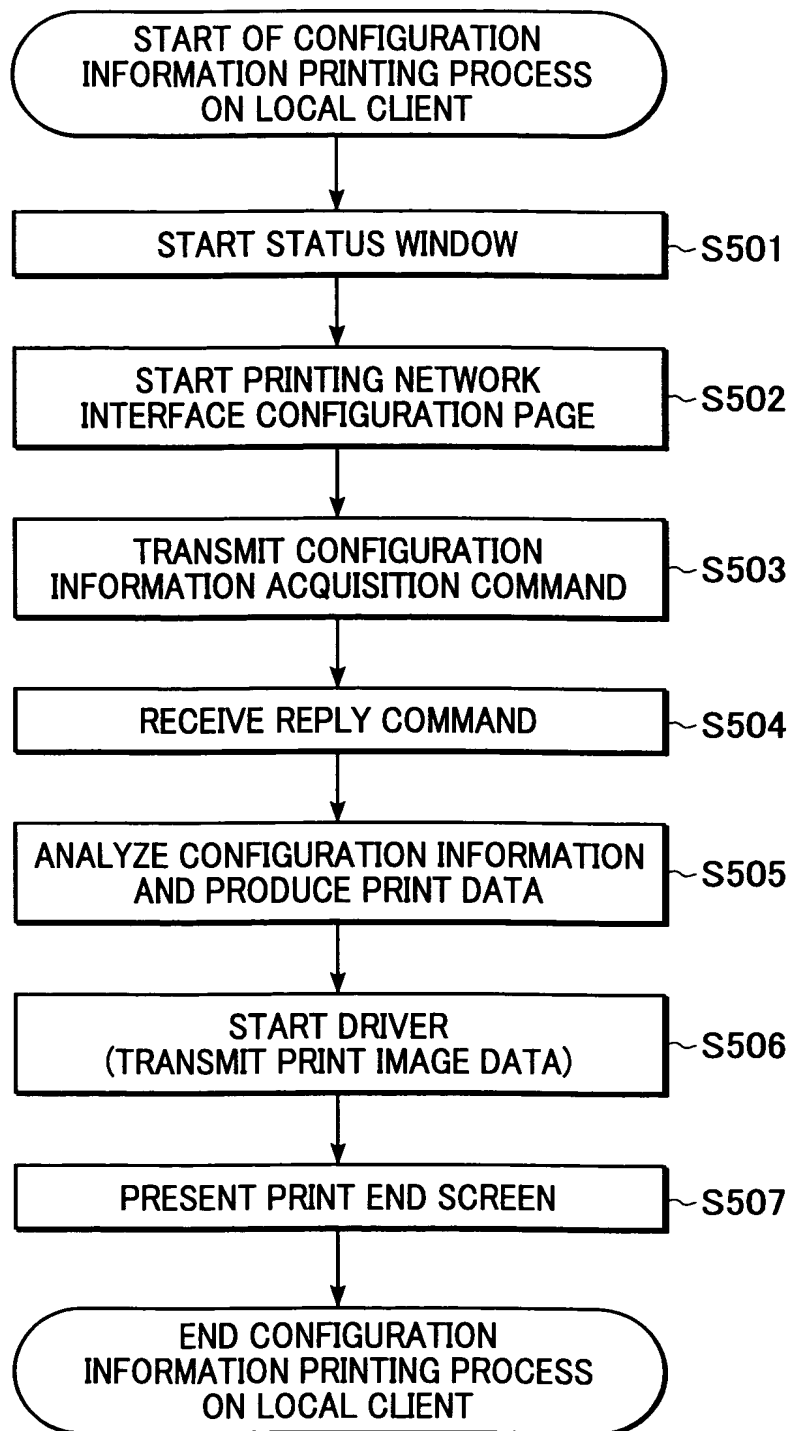 START OF CONFIGURATION
INFORMATION PRINTING PROCESS
ON LOCAL CLIENT
START STATUS WINDOW
S501
START PRINTING NETWORK
INTERFACE CONFIGURATION PAGE
S502
TRANSMIT CONFIGURATION
INFORMATION ACQUISITION COMMAND
S503
RECEIVE REPLY COMMAND
S504
ANALYZE CONFIGURATION INFORMATION
AND PRODUCE PRINT DATA
S505
START DRIVER
(TRANSMIT PRINT IMAGE DATA)
S506
PRESENT PRINT END SCREEN
S507
END CONFIGURATION
INFORMATION PRINTING PROCESS
ON LOCAL CLIENT